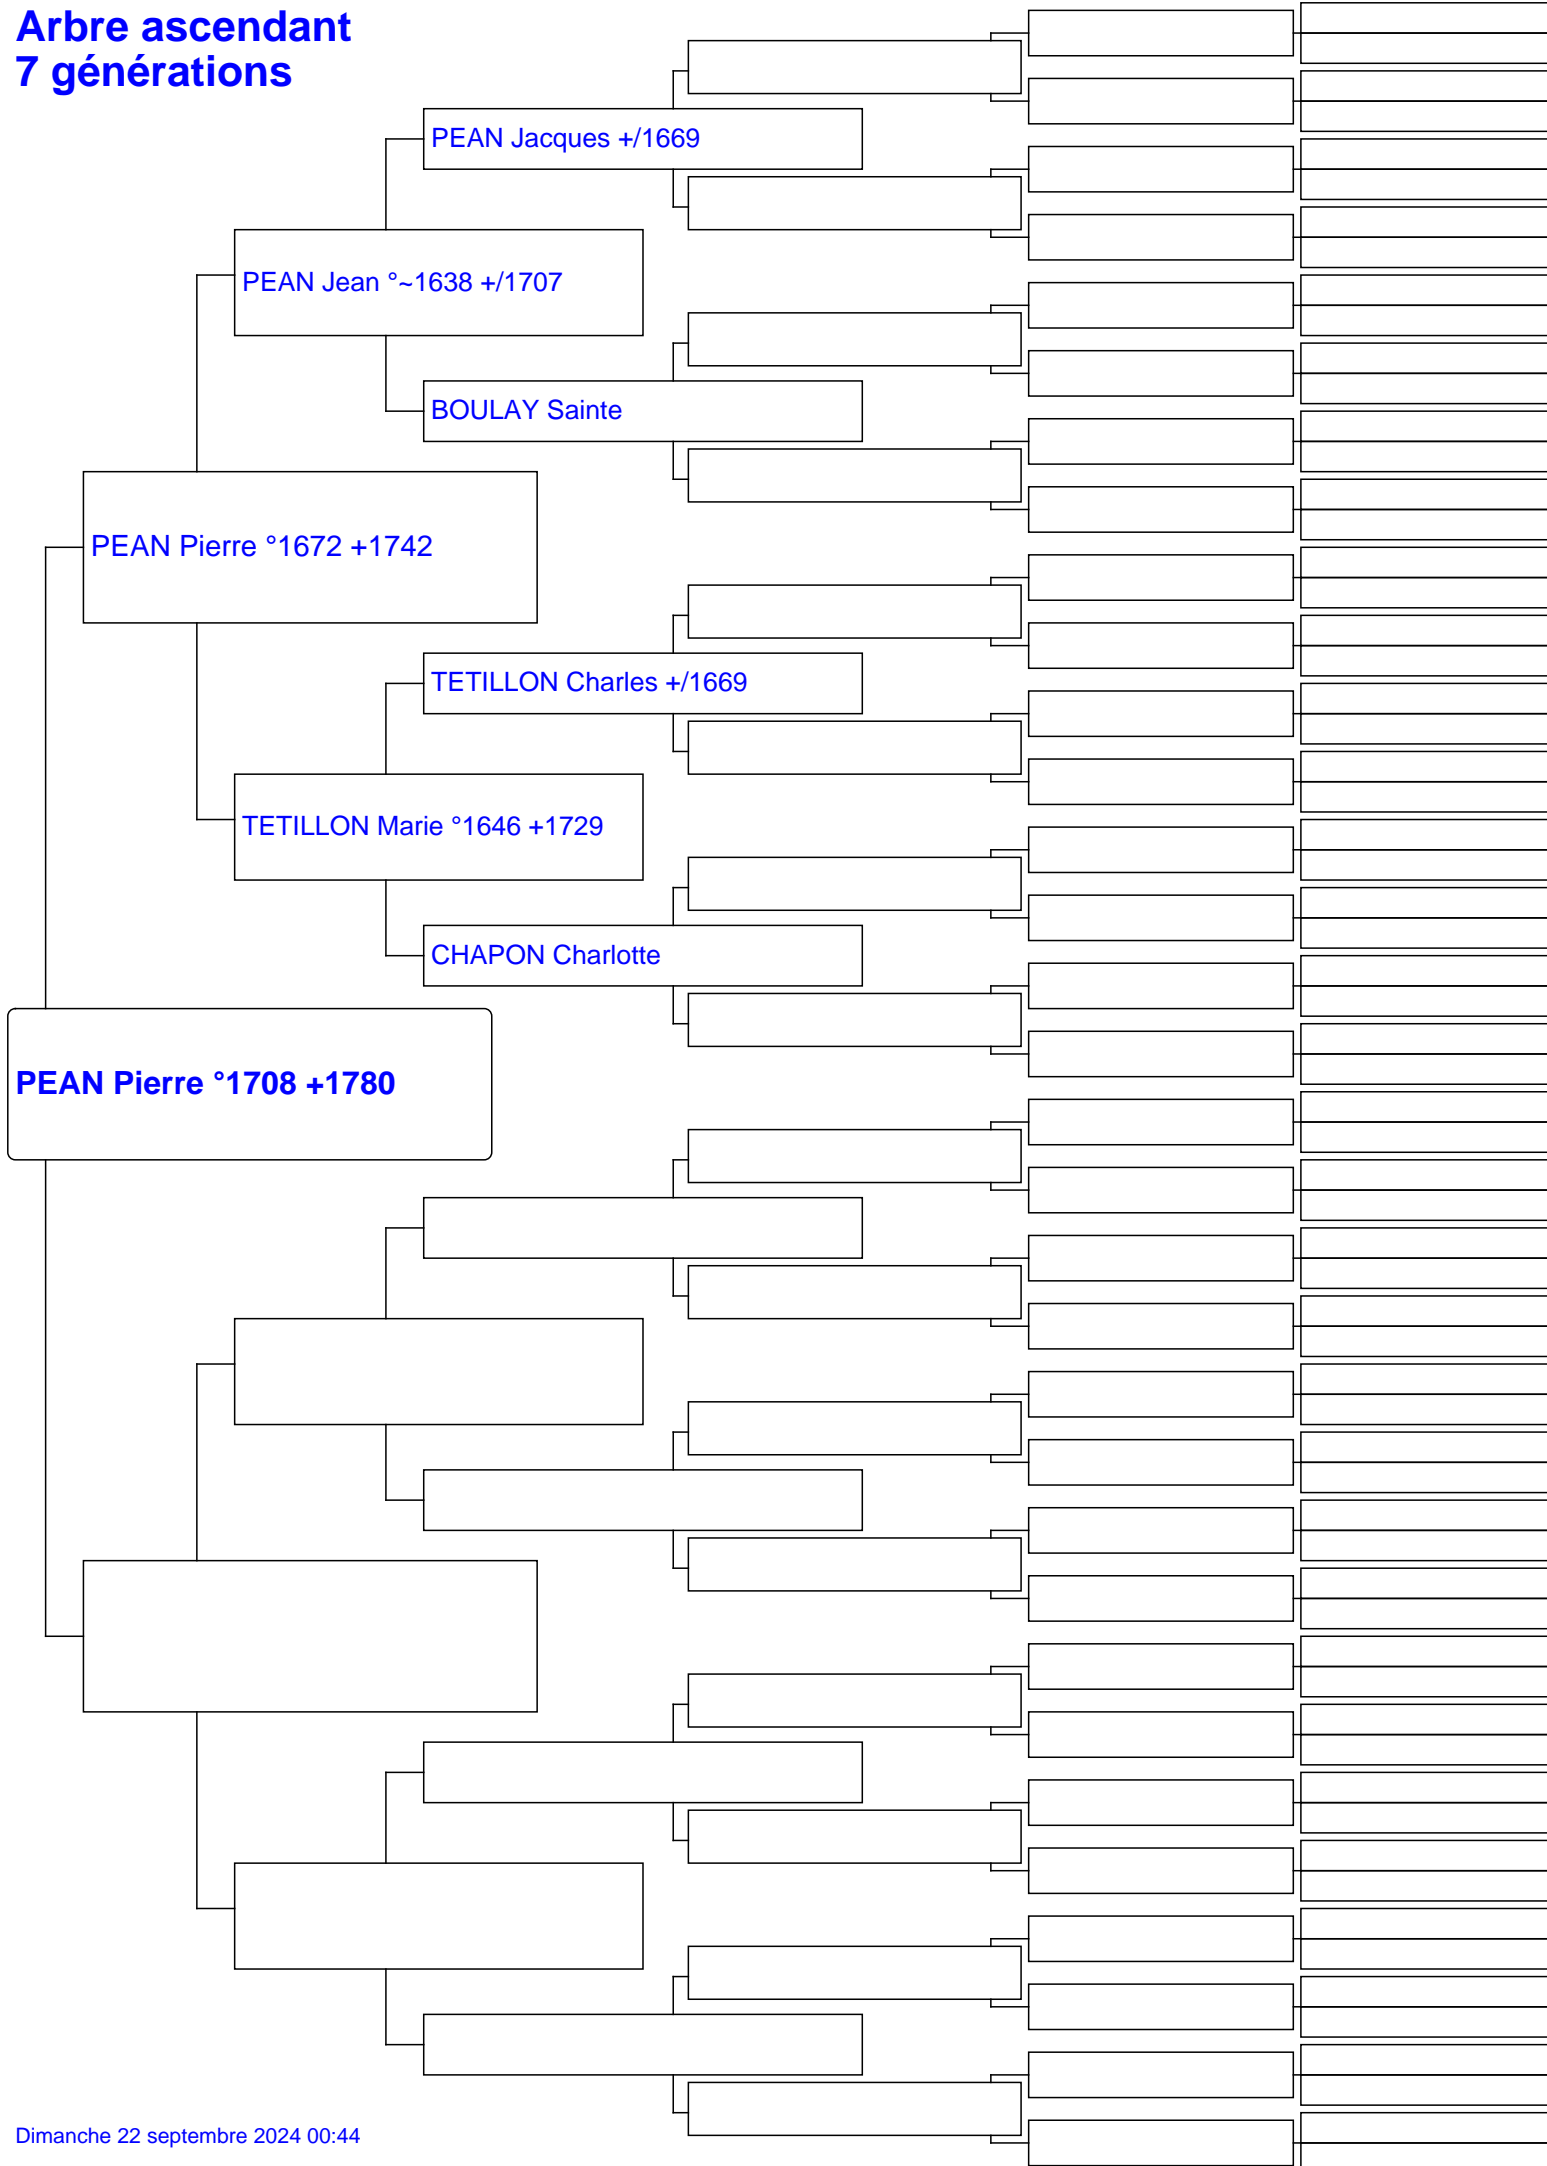 Arbre ascendant
7 générations
PEAN Jacques +/1669
PEAN Jean °~1638 +/1707
BOULAY Sainte
PEAN Pierre °1672 +1742
TETILLON Charles +/1669
TETILLON Marie °1646 +1729
CHAPON Charlotte
PEAN Pierre °1708 +1780
Dimanche 22 septembre 2024 00:44